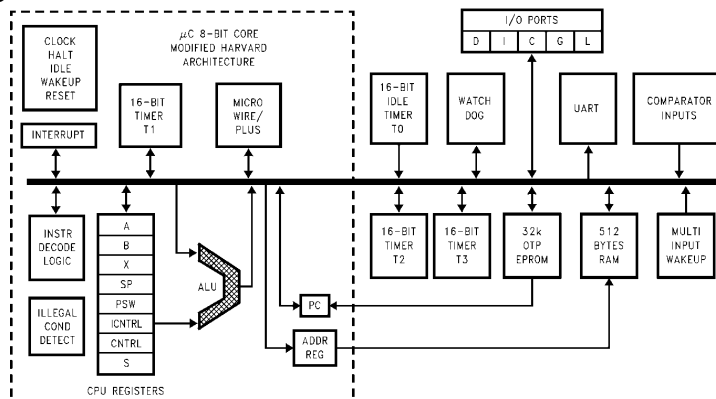 CLOCK
HALT
IDLE
WAKEUP
RESET
μC 8-BIT CORE
MODIFIED HARVARD
ARCHITECTURE
I/O PORTS
D I C G L
INTERRUPT
16-BIT
TIMER
T1
MICRO
WIRE/
PLUS
16-BIT
IDLE
TIMER
T0
WATCH
DOG
UART
COMPARATOR
INPUTS
INSTR
DECODE
LOGIC
ILLEGAL
COND
DETECT
A
B
X
SP
PSW
ICNTRL
CNTRL
S
CPU REGISTERS
ALU
PC
ADDR
REG
16-BIT
TIMER
T2
16-BIT
TIMER
T3
32k
OTP
EPROM
512
BYTES
RAM
MULTI
INPUT
WAKEUP